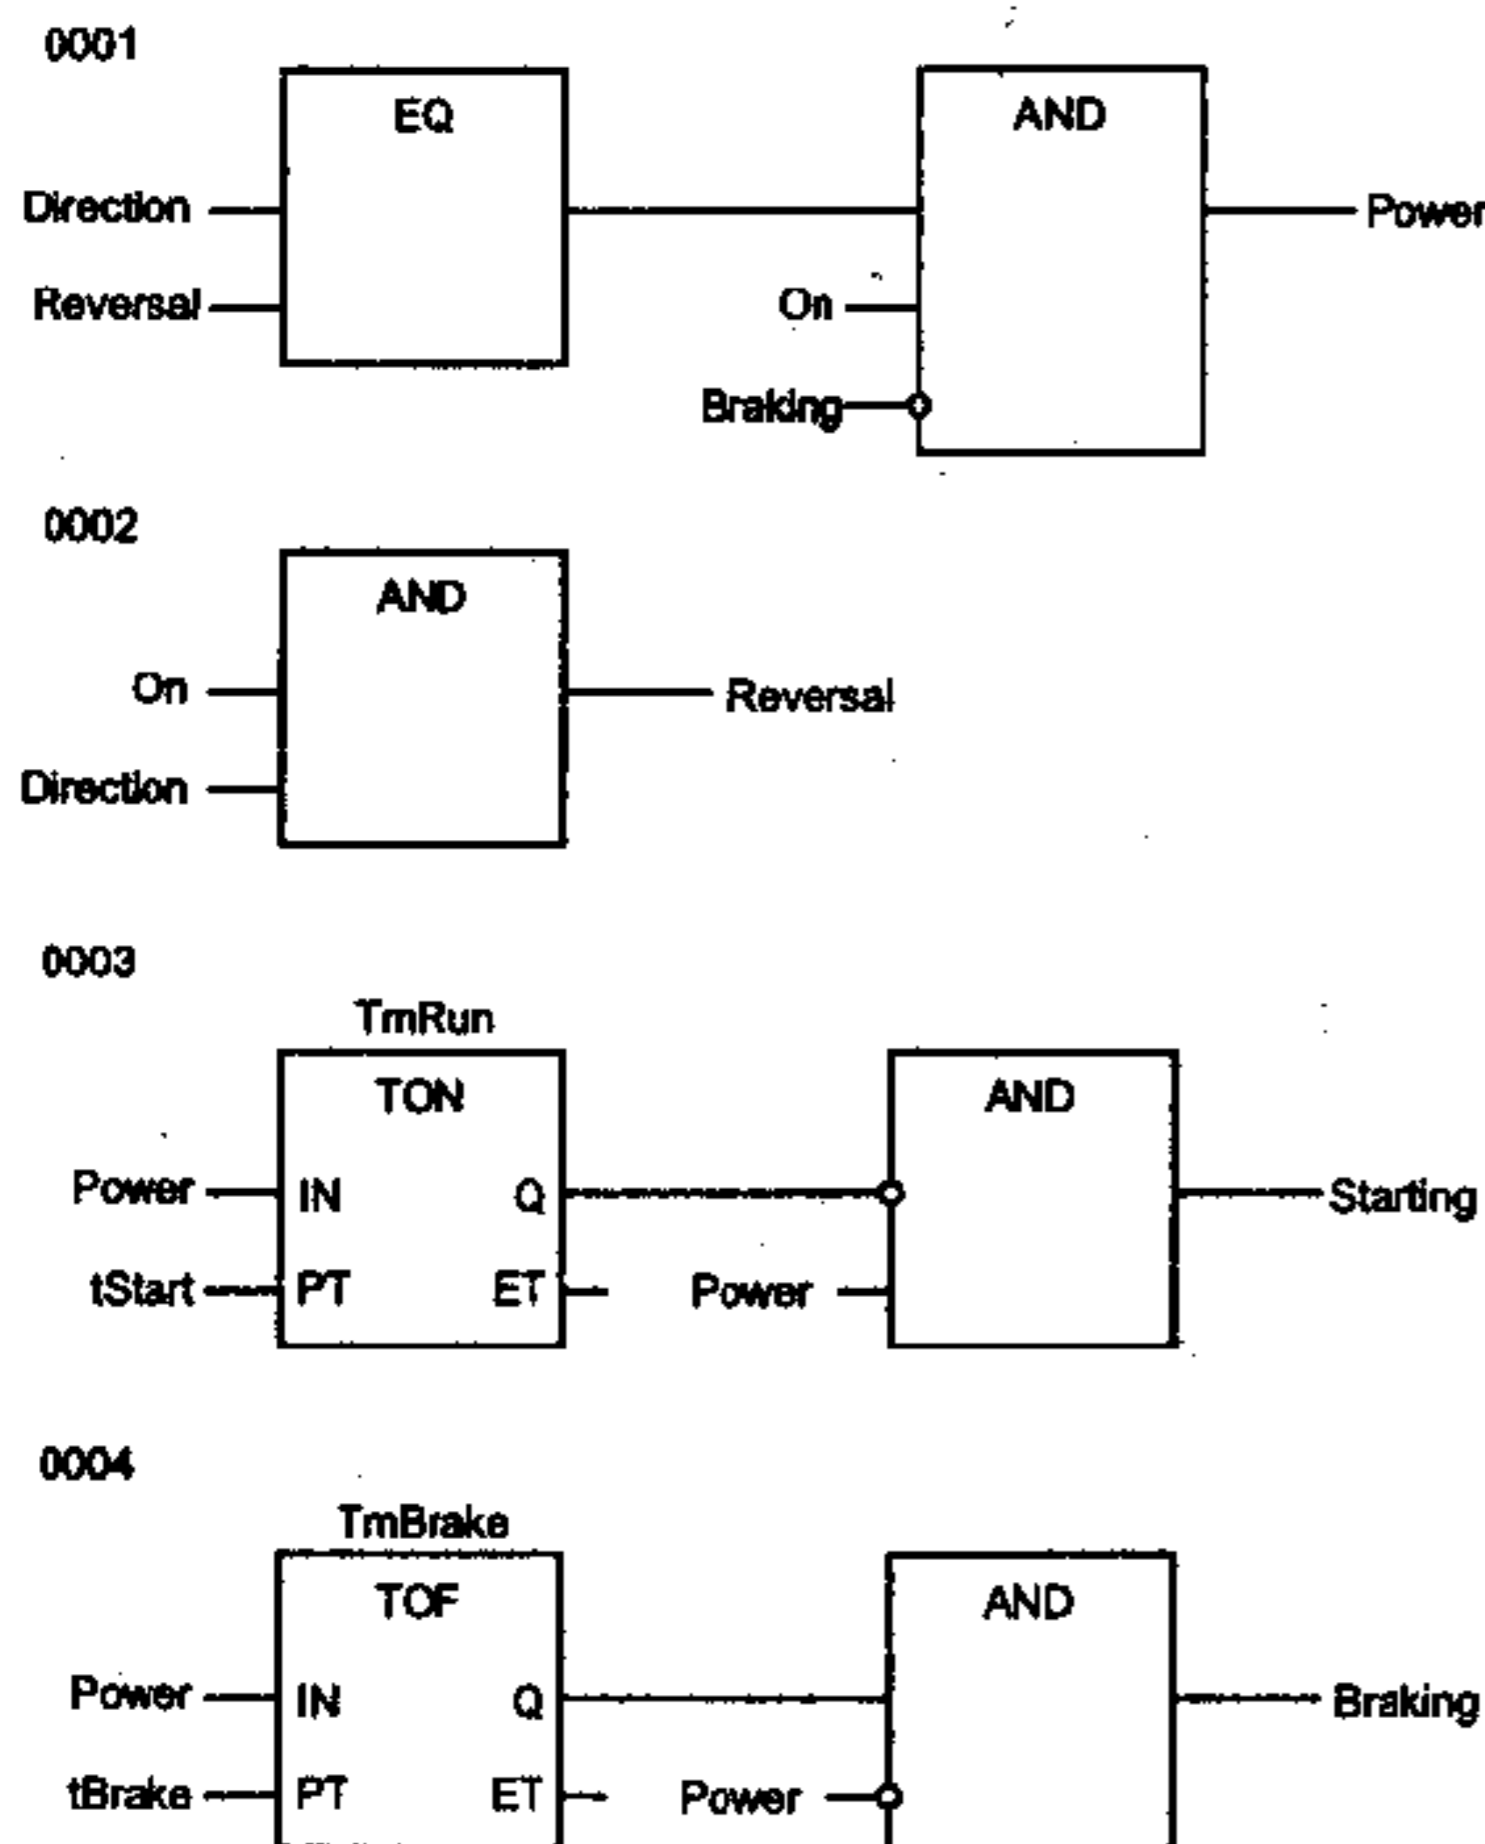 0001
EQ
AND
Direction
Power
Reversal
On
Braking
0002
AND
On
Reversal
Direction
0003
TmRun
TON
AND
Power
IN
Q
Starting
tStart
PT
ET
Power
0004
TmBrake
TOF
AND
Power
IN
Q
Braking
tBrake
PT
ET
Power